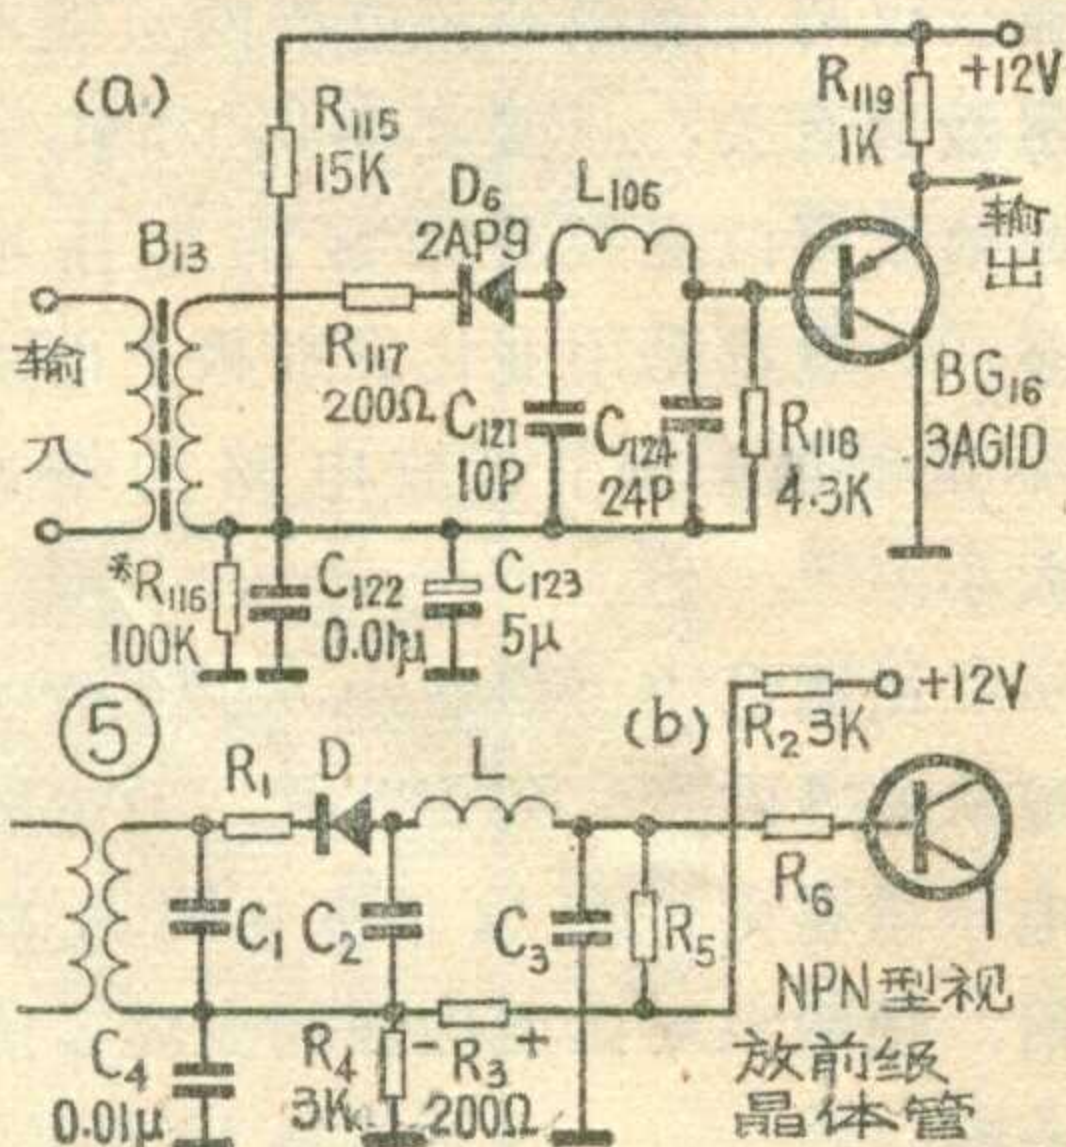 (a)
+12V
R115
15K
R119
1K
输出
B13
D6
2AP9
L106
输入
R117
200Ω
C121
10P
C124
24P
R118
4.3K
BG16
3AG1D
*R116
100K
C122
0.01μ
C123
5μ
⑤
(b)
R2 3K
+12V
R1
D
L
R6
C1
C2
C3
R5
NPN型视
放前级
晶体管
C4
0.01μ
R4
3K
- R3 +
200Ω